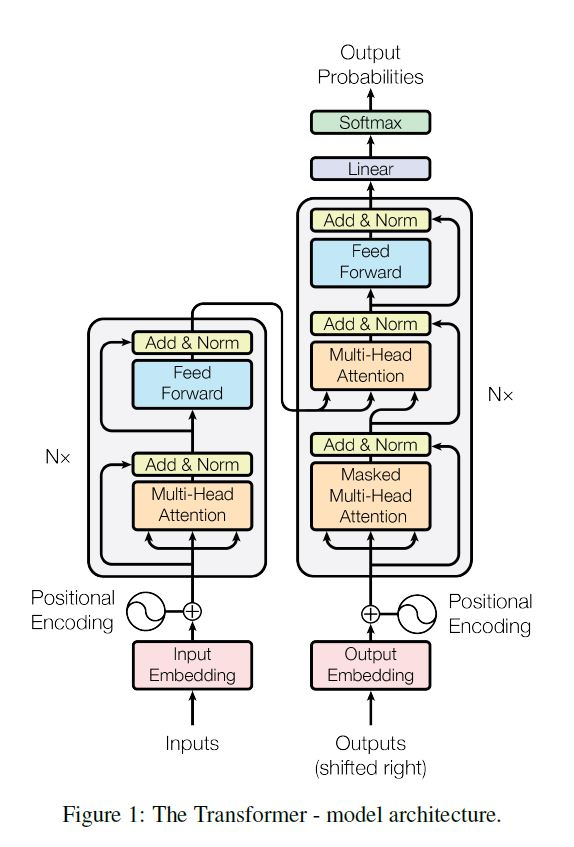 Output
Probabilities
Softmax
Linear
Add & Norm
Feed
Forward
Add & Norm
Multi-Head
Attention
Add & Norm
Masked
Multi-Head
Attention
N×
Add & Norm
Feed
Forward
Add & Norm
Multi-Head
Attention
N×
Positional
Encoding
Positional
Encoding
Input
Embedding
Output
Embedding
Inputs
Outputs
(shifted right)
Figure 1: The Transformer - model architecture.